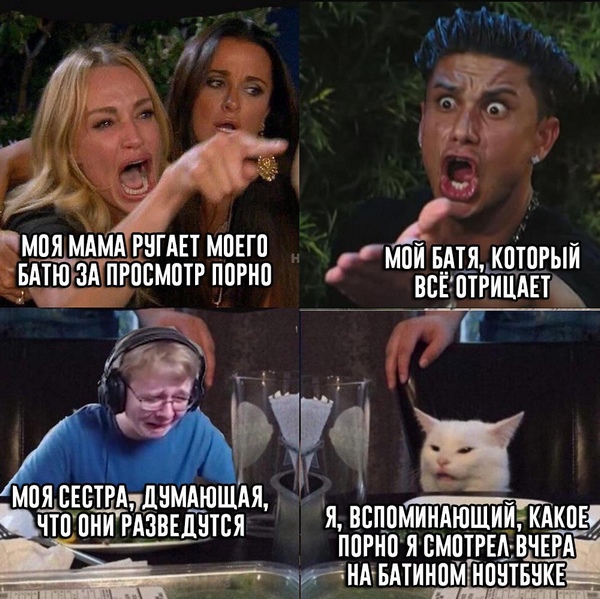 МОЯ МАМА РУГАЕТ МОЕГО
БАТЮ ЗА ПРОСМОТР ПОРНО
МОЙ БАТЯ, КОТОРЫЙ
ВСЁ ОТРИЦАЕТ
МОЯ СЕСТРА, ДУМАЮЩАЯ,
ЧТО ОНИ РАЗВЕДУТСЯ
Я, ВСПОМИНАЮЩИЙ, КАКОЕ
ПОРНО Я СМОТРЕЛ ВЧЕРА
НА БАТИНОМ НОУТБУКЕ